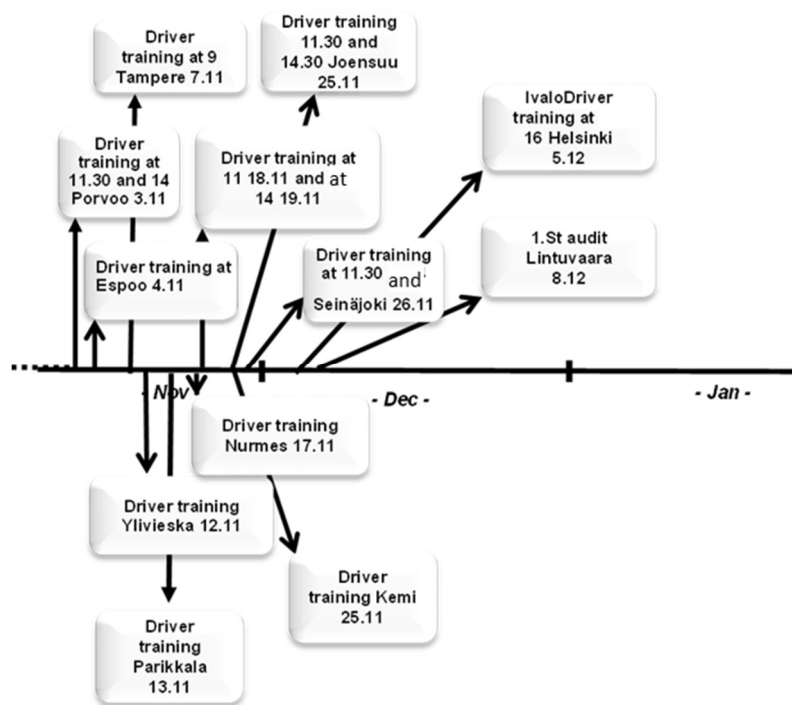 Driver
training at 9
Tampere 7.11
Driver training
11.30 and
14.30 Joensuu
25.11
IvaloDriver
training at
16 Helsinki
5.12
Driver
training at
11.30 and 14
Porvoo 3.11
Driver training at
11 18.11 and at
14 19.11
Driver training at
Espoo 4.11
Driver training
at 11.30 and
Seinäjoki 26.11
1.St audit
Lintuvaara
8.12
- Nov
- Dec -
- Jan -
Driver training
Nurmes 17.11
Driver training
Ylivieska 12.11
Driver
training Kemi
25.11
Driver
training
Parikkala
13.11